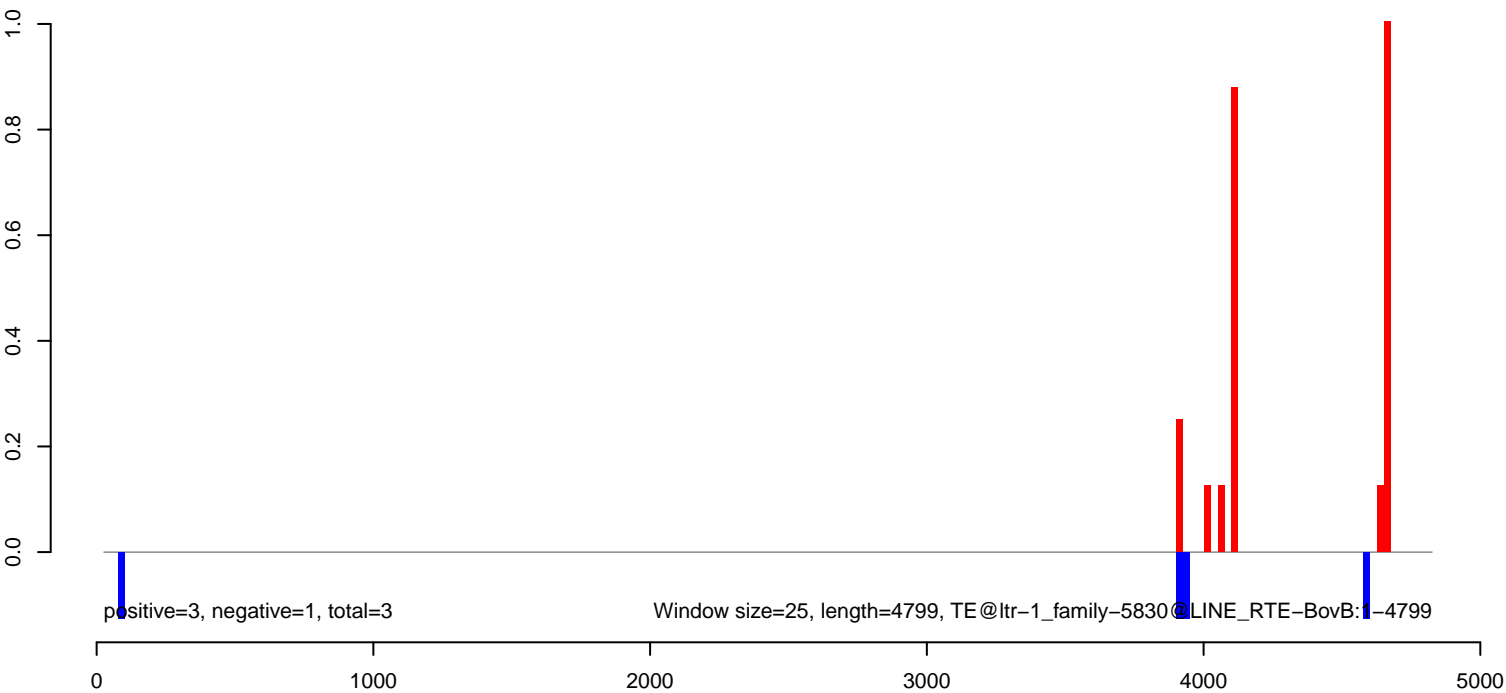 1.0
0.8
0.6
0.4
0.2
0.0
positive=3, negative=1, total=3
Window size=25, length=4799, TE@ltr−1_family−5830@LINE_RTE−BovB:1−4799
0 1000 2000 3000 4000 5000